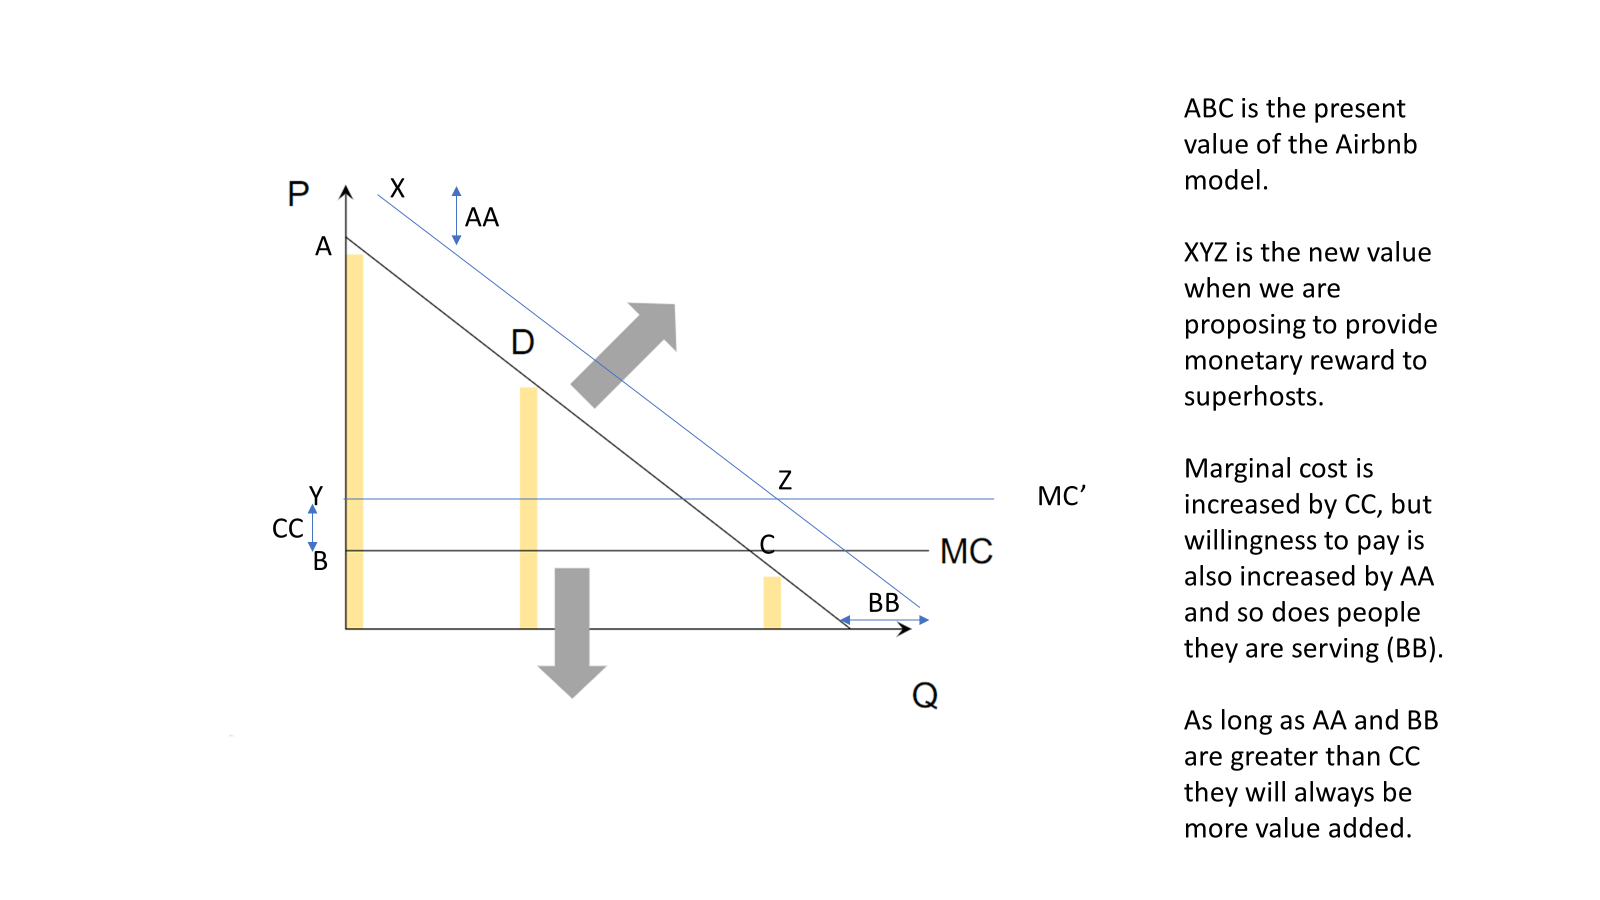 P
X
AA
A
D
Z
Y
MC’
CC
C
MC
B
BB
Q
ABC is the present
value of the Airbnb
model.
XYZ is the new value
when we are
proposing to provide
monetary reward to
superhosts.
Marginal cost is
increased by CC, but
willingness to pay is
also increased by AA
and so does people
they are serving (BB).
As long as AA and BB
are greater than CC
they will always be
more value added.